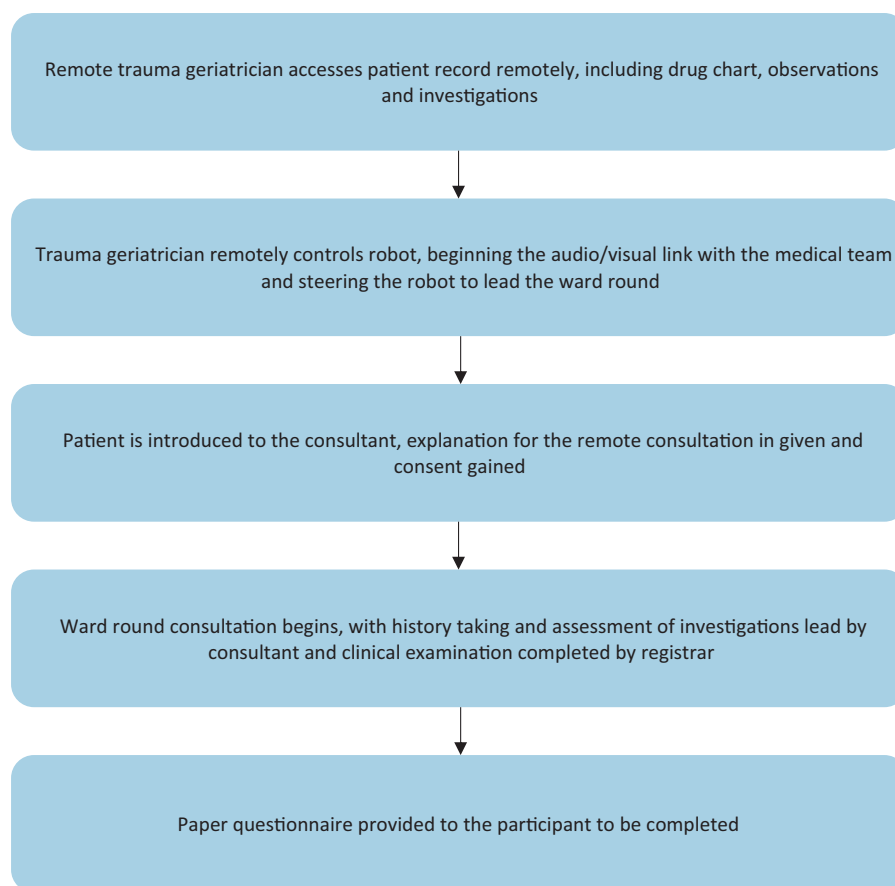 Remote trauma geriatrician accesses patient record remotely, including drug chart, observations
and investigations
Trauma geriatrician remotely controls robot, beginning the audio/visual link with the medical team
and steering the robot to lead the ward round
Patient is introduced to the consultant, explanation for the remote consultation in given and
consent gained
Ward round consultation begins, with history taking and assessment of investigations lead by
consultant and clinical examination completed by registrar
Paper questionnaire provided to the participant to be completed